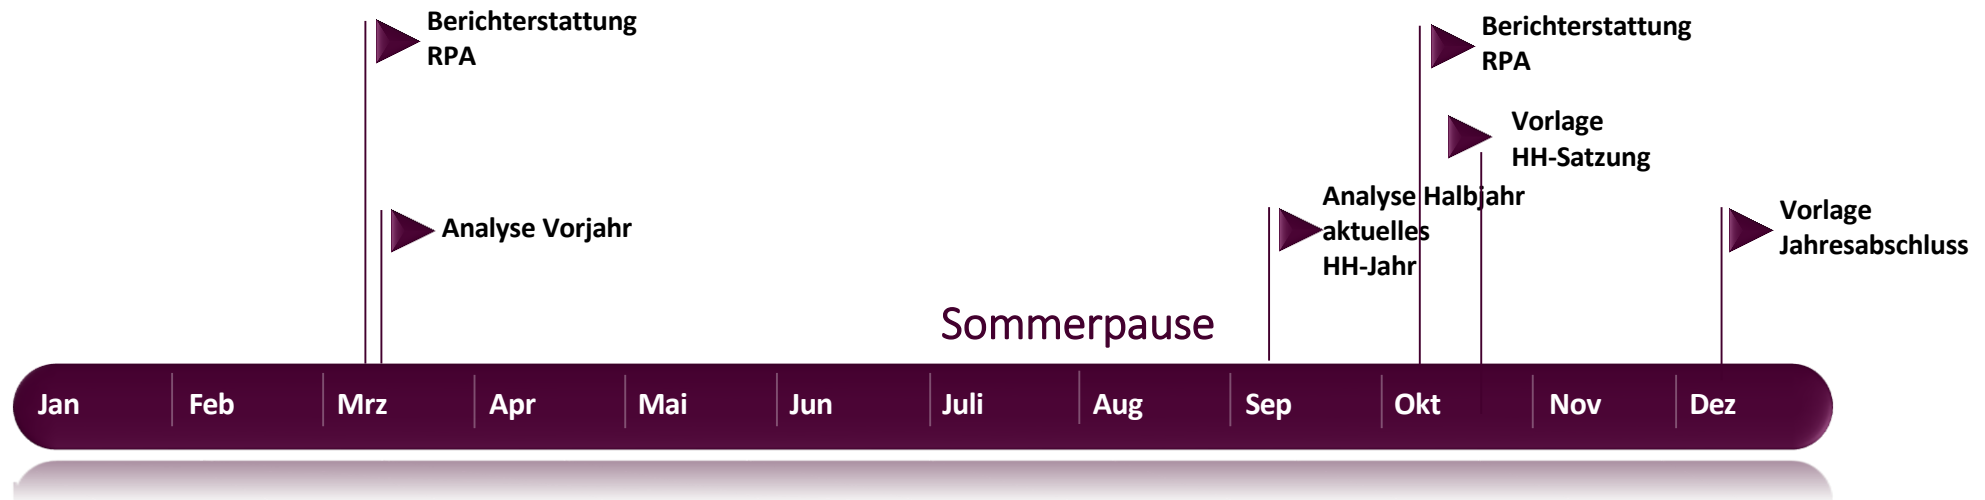 Berichterstattung
RPA
Berichterstattung
RPA
Vorlage
HH-Satzung
Analyse Vorjahr
Analyse Halbjahr
aktuelles
HH-Jahr
Vorlage
Jahresabschluss
Sommerpause
Jan Feb Mrz Apr Mai Jun Juli Aug Sep Okt Nov Dez